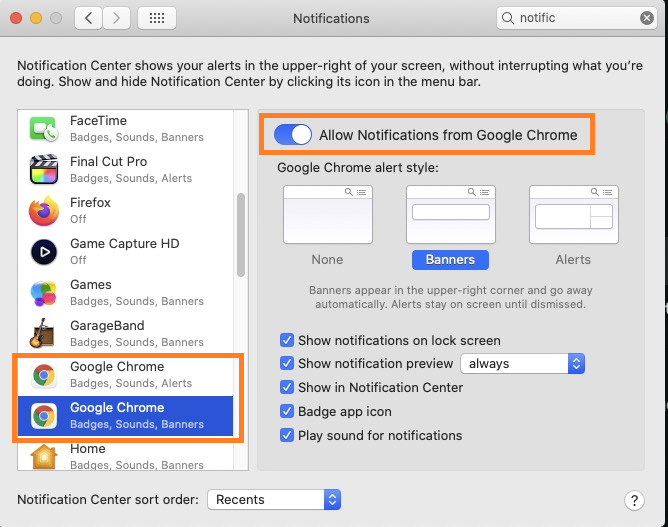 Notifications
notific
Notification Center shows your alerts in the upper-right of your screen, without interrupting what you're
doing. Show and hide Notification Center by clicking its icon in the menu bar.
FaceTime
Badges, Sounds, Banners
Final Cut Pro
Badges, Sounds, Alerts
Firefox
Off
Game Capture HD
Off
Games
Badges, Sounds, Banners
GarageBand
Badges, Sounds, Banners
Google Chrome
Badges, Sounds, Alerts
Google Chrome
Badges, Sounds, Banners
Home
Badges, Sounds, Banners
Allow Notifications from Google Chrome
Google Chrome alert style:
None
Banners
Alerts
Banners appear in the upper-right corner and go away
automatically. Alerts stay on screen until dismissed.
Show notifications on lock screen
Show notification preview always
Show in Notification Center
Badge app icon
Play sound for notifications
Notification Center sort order: Recents
?